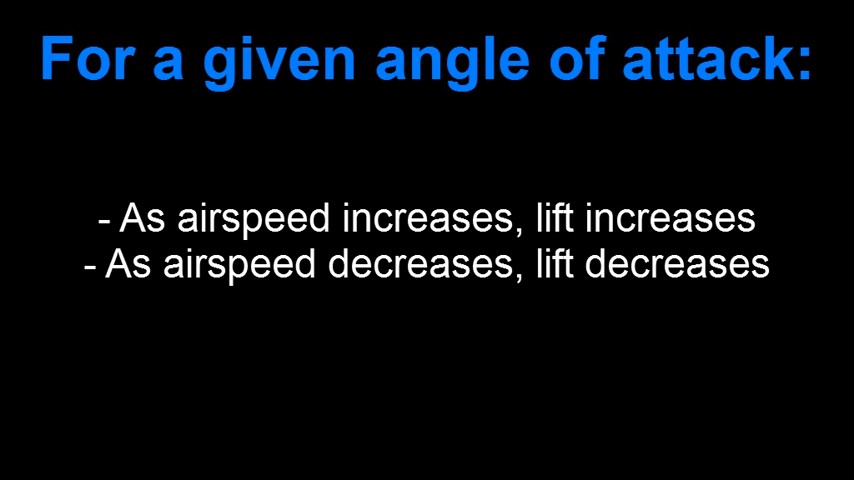 For a given angle of attack:
- As airspeed increases, lift increases
- As airspeed decreases, lift decreases